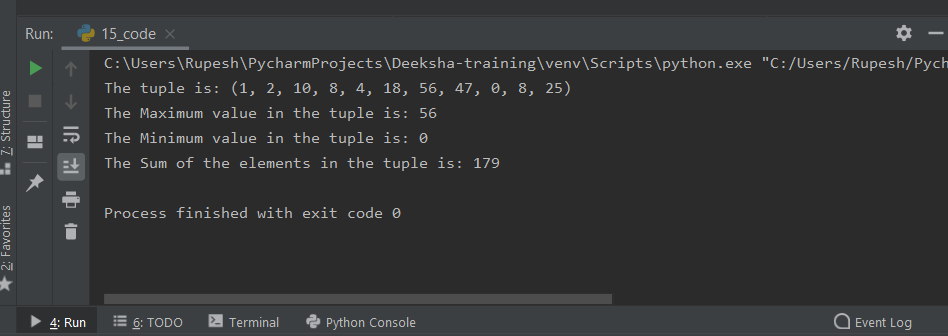 Run: 15_code
C:\Users\Rupesh\PycharmProjects\Deeksha-training\venv\Scripts\python.exe "C:/Users/Rupesh/Pych
The tuple is: (1, 2, 10, 8, 4, 18, 56, 47, 0, 8, 25)
The Maximum value in the tuple is: 56
The Minimum value in the tuple is: 0
The Sum of the elements in the tuple is: 179
Process finished with exit code 0
7: Structure
2: Favorites
4: Run 6: TODO Terminal Python Console Event Log